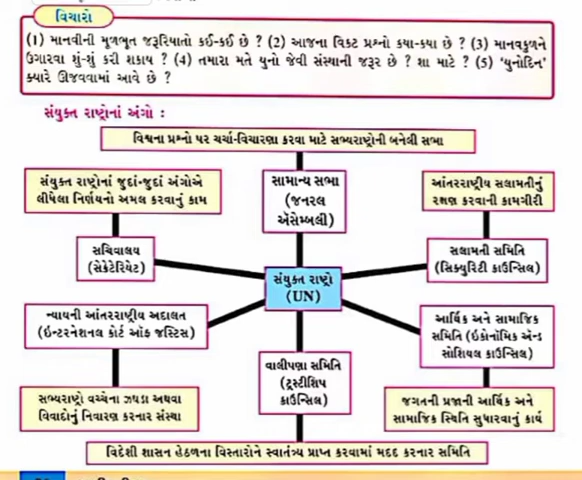 વિચારો
(1) માનવીની મૂળભૂત જરૂરિયાતો કઈ-કઈ છે ? (2) આજના વિકટ પ્રશ્નો કયા-કયા છે ? (3) માનવકુળને
ઉગારવા શું-શું કરી શકાય ? (4) તમારા મતે યુનો જેવી સંસ્થાની જરૂર છે ? શા માટે ? (5) ‘યુનોદિન’
ક્યારે ઊજવવામાં આવે છે ?
સંયુક્ત રાષ્ટ્રોનાં અંગો :
વિશ્વના પ્રશ્નો પર ચર્ચા-વિચારણા કરવા માટે સભ્યરાષ્ટ્રોની બનેલી સભા
સંયુક્ત રાષ્ટ્રોનાં જુદાં-જુદાં અંગોએ
લીધેલા નિર્ણયનો અમલ કરવાનું કામ
સામાન્ય સભા
(જનરલ
ઍસેમ્બલી)
આંતરરાષ્ટ્રીય સલામતીનું
રક્ષણ કરવાની કામગીરી
સચિવાલય
(સેક્રેટેરિયેટ)
સલામતી સમિતિ
(સિક્યુરિટી કાઉન્સિલ)
સંયુક્ત રાષ્ટ્રો
(UN)
ન્યાયની આંતરરાષ્ટ્રીય અદાલત
(ઇન્ટરનેશનલ કોર્ટ ઑફ જસ્ટિસ)
આર્થિક અને સામાજિક
સમિતિ (ઇકોનૉમિક ઍન્ડ
સોશિયલ કાઉન્સિલ)
વાલીપણા સમિતિ
(ટ્રસ્ટીશિપ
કાઉન્સિલ)
સભ્યરાષ્ટ્રો વચ્ચેના ઝઘડા અથવા
વિવાદોનું નિવારણ કરનાર સંસ્થા
જગતની પ્રજાની આર્થિક અને
સામાજિક સ્થિતિ સુધારવાનું કાર્ય
વિદેશી શાસન હેઠળના વિસ્તારોને સ્વાતંત્ર્ય પ્રાપ્ત કરવામાં મદદ કરનાર સમિતિ